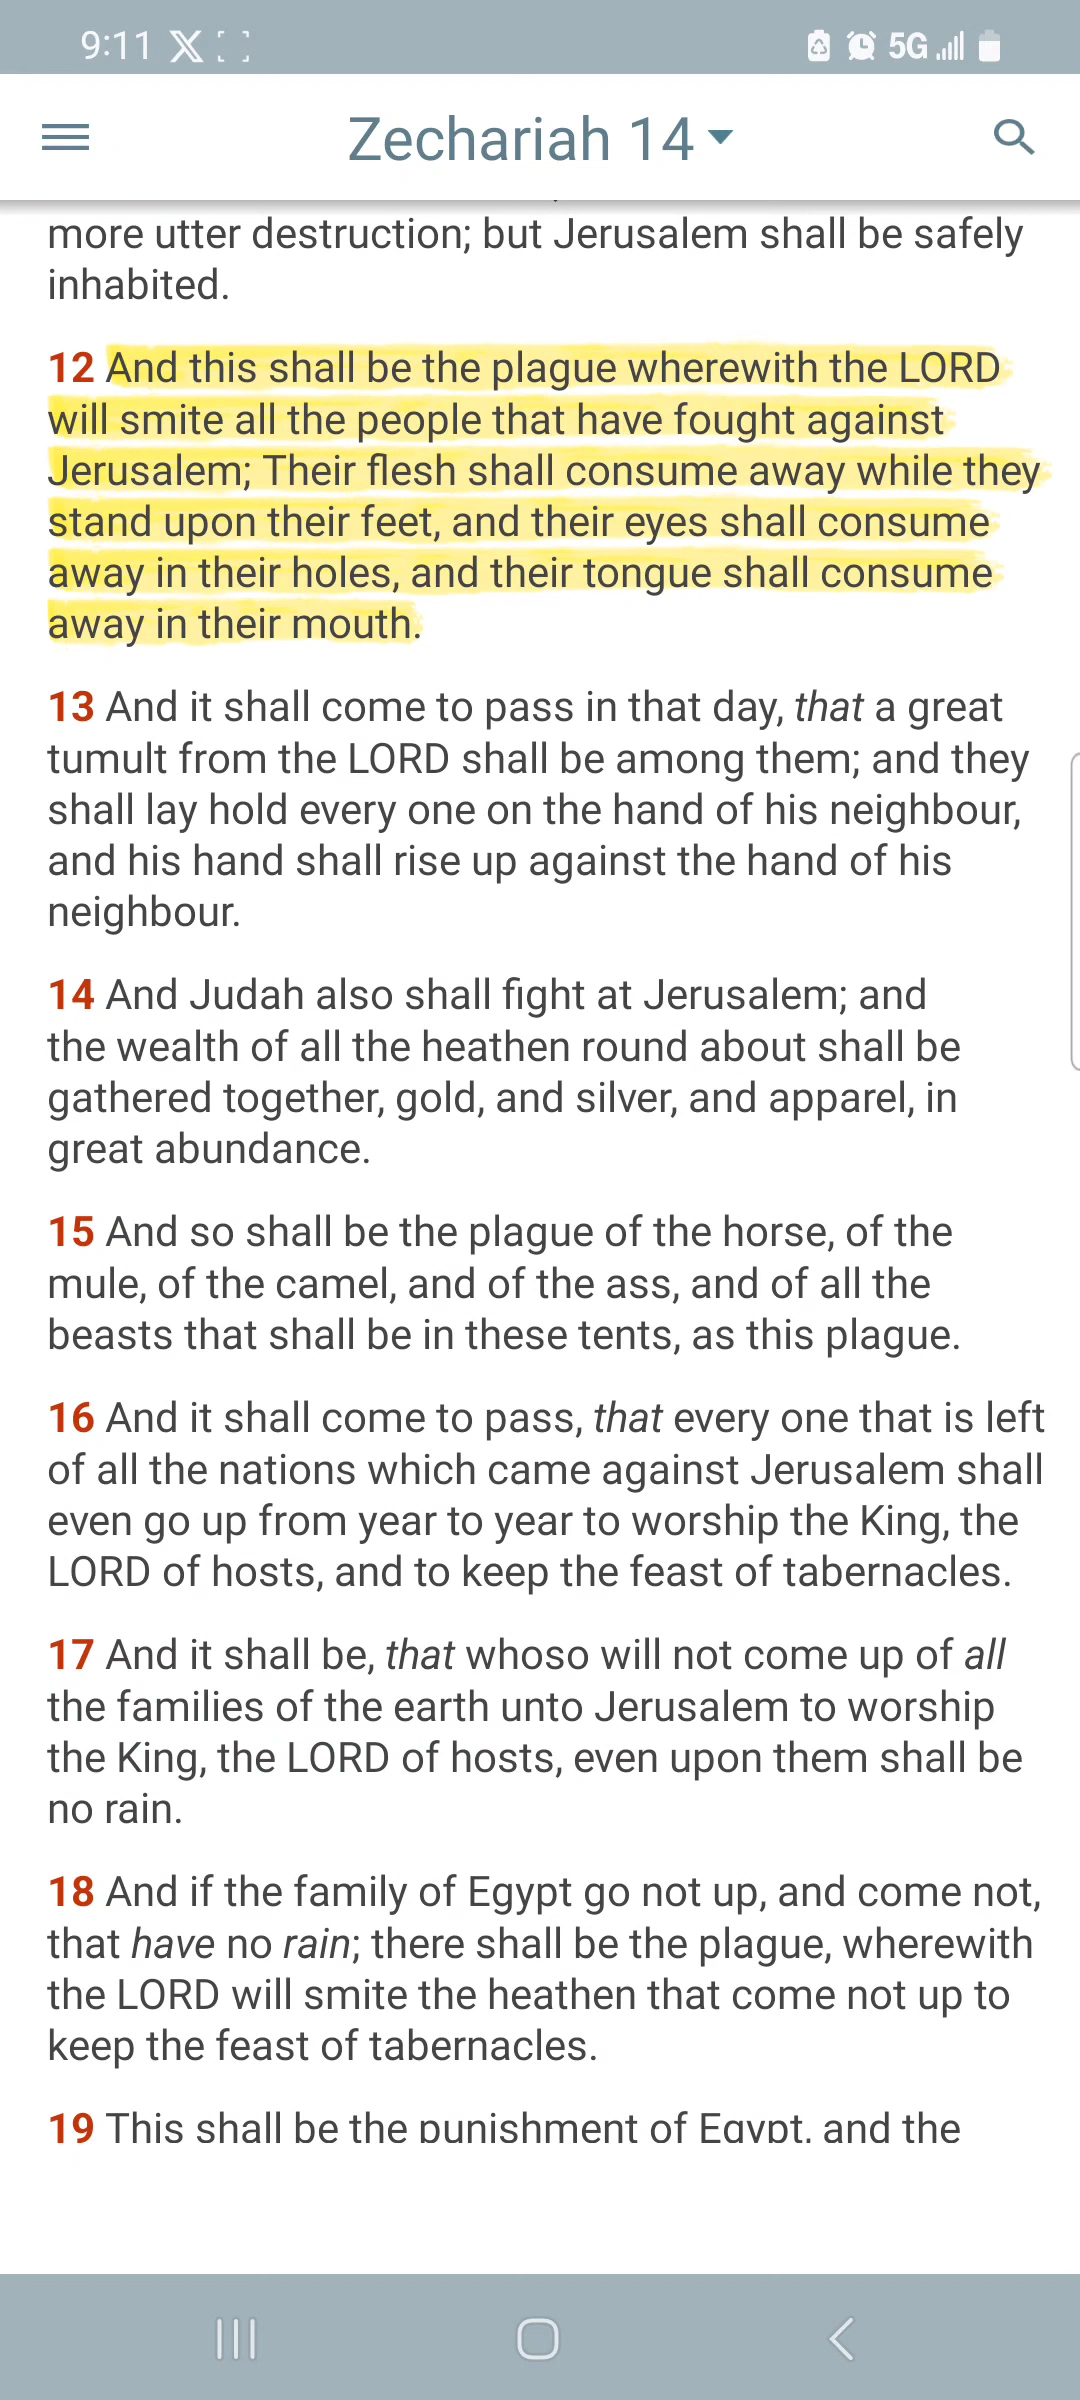 9:11
5G
Zechariah 14
more utter destruction; but Jerusalem shall be safely
inhabited.
12 And this shall be the plague wherewith the LORD
will smite all the people that have fought against
Jerusalem; Their flesh shall consume away while they
stand upon their feet, and their eyes shall consume
away in their holes, and their tongue shall consume
away in their mouth.
13 And it shall come to pass in that day, that a great
tumult from the LORD shall be among them; and they
shall lay hold every one on the hand of his neighbour,
and his hand shall rise up against the hand of his
neighbour.
14 And Judah also shall fight at Jerusalem; and
the wealth of all the heathen round about shall be
gathered together, gold, and silver, and apparel, in
great abundance.
15 And so shall be the plague of the horse, of the
mule, of the camel, and of the ass, and of all the
beasts that shall be in these tents, as this plague.
16 And it shall come to pass, that every one that is left
of all the nations which came against Jerusalem shall
even go up from year to year to worship the King, the
LORD of hosts, and to keep the feast of tabernacles.
17 And it shall be, that whoso will not come up of all
the families of the earth unto Jerusalem to worship
the King, the LORD of hosts, even upon them shall be
no rain.
18 And if the family of Egypt go not up, and come not,
that have no rain; there shall be the plague, wherewith
the LORD will smite the heathen that come not up to
keep the feast of tabernacles.
19 This shall be the punishment of Egypt, and the